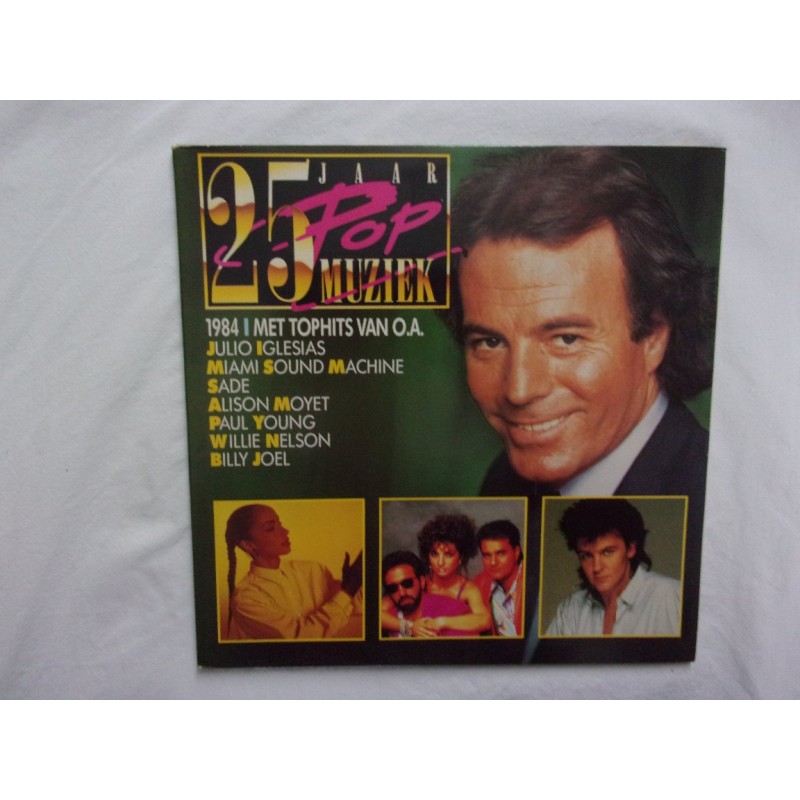 25 JAAR
Pop
MUZIEK
1984 | MET TOPHITS VAN O.A.
JULIO IGLESIAS
MIAMI SOUND MACHINE
SADE
ALISON MOYET
PAUL YOUNG
WILLIE NELSON
BILLY JOEL